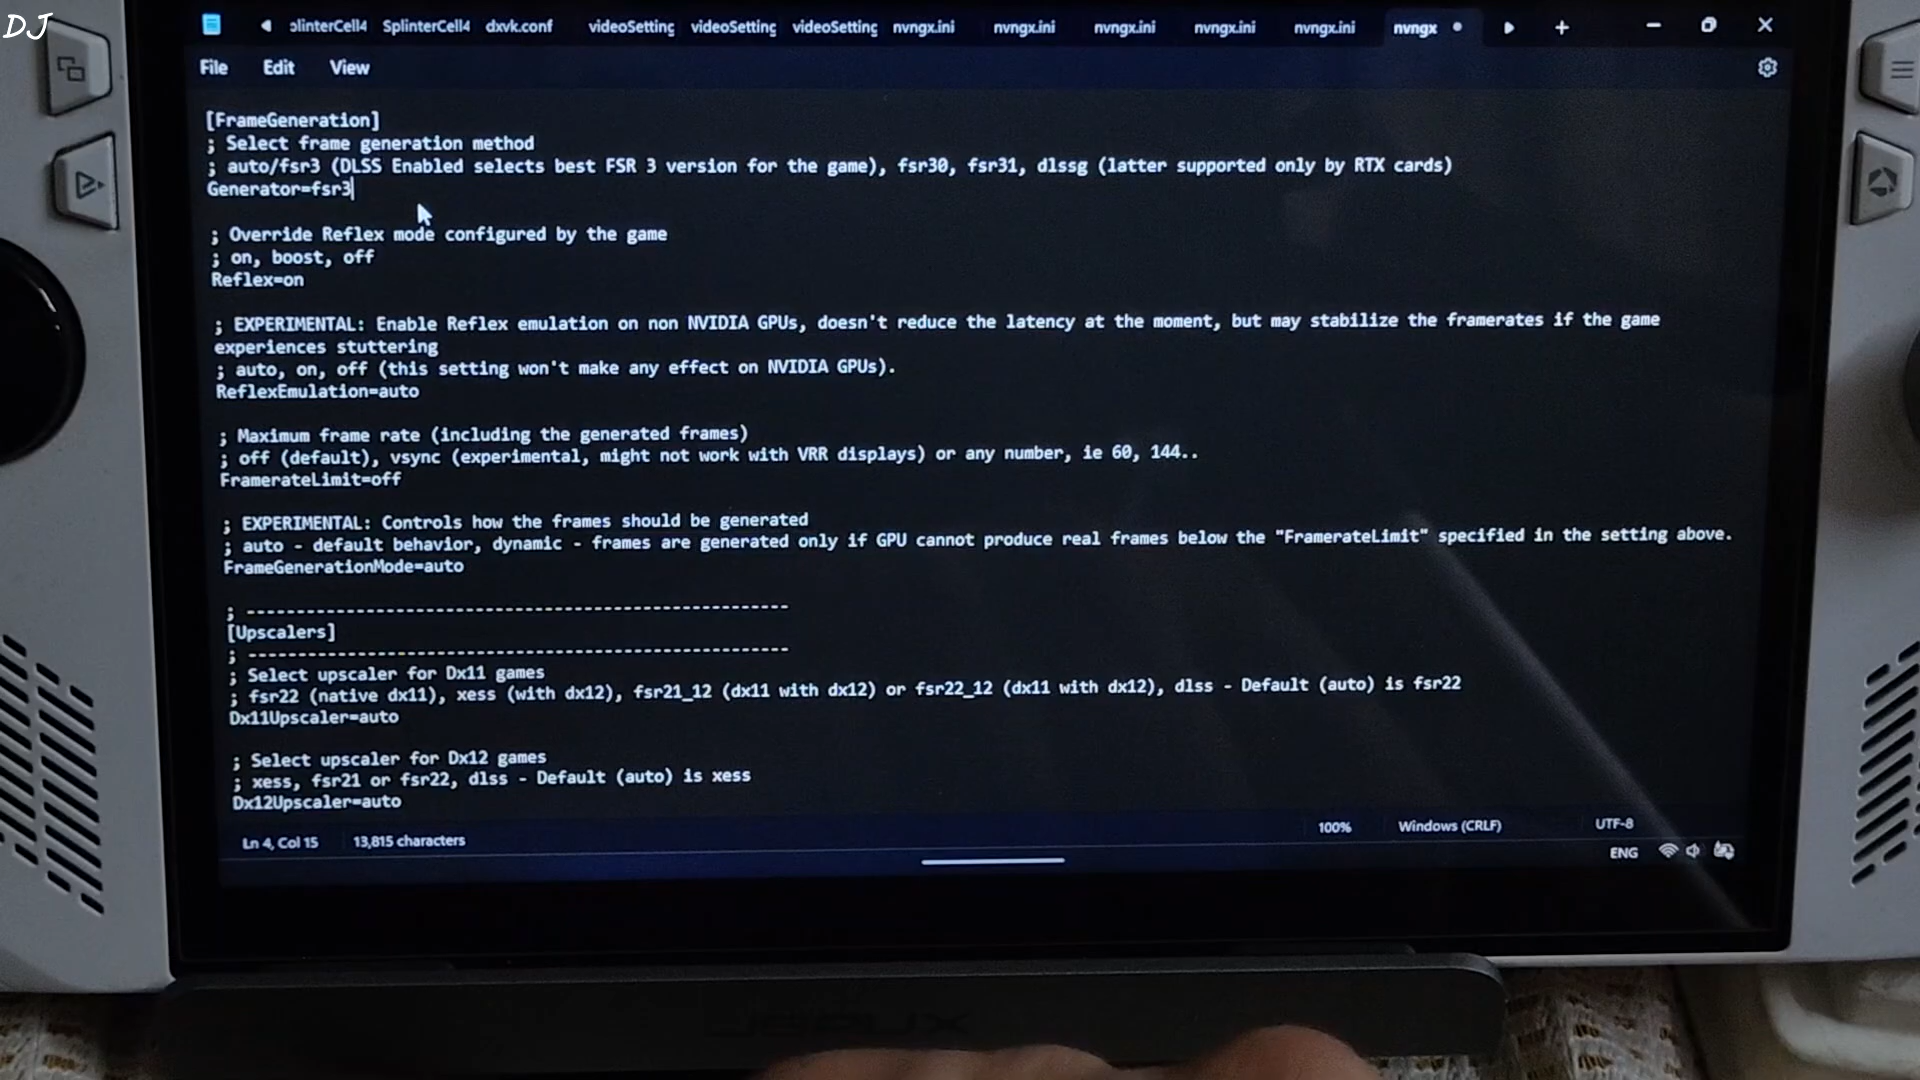 DJ
plinterCell4 SplinterCell4 dxvk.conf videoSetting videoSetting videoSetting nvngx.ini nvngx.ini nvngx.ini nvngx.ini nvngx.ini nvngx
File Edit View
[FrameGeneration]
; Select frame generation method
; auto/fsr3 (DLSS Enabled selects best FSR 3 version for the game), fsr30, fsr31, dlssg (latter supported only by RTX cards)
Generator=fsr3
; Override Reflex mode configured by the game
; on, boost, off
Reflex=on
; EXPERIMENTAL: Enable Reflex emulation on non NVIDIA GPUs, doesn't reduce the latency at the moment, but may stabilize the framerates if the game
experiences stuttering
; auto, on, off (this setting won't make any effect on NVIDIA GPUs).
ReflexEmulation=auto
; Maximum frame rate (including the generated frames)
; off (default), vsync (experimental, might not work with VRR displays) or any number, ie 60, 144..
FramerateLimit=off
; EXPERIMENTAL: Controls how the frames should be generated
; auto - default behavior, dynamic - frames are generated only if GPU cannot produce real frames below the "FramerateLimit" specified in the setting above.
FrameGenerationMode=auto
; -----------------------------------------------------
[Upscalers]
; -----------------------------------------------------
; Select upscaler for Dx11 games
; fsr22 (native dx11), xess (with dx12), fsr21_12 (dx11 with dx12) or fsr22_12 (dx11 with dx12), dlss - Default (auto) is fsr22
Dx11Upscaler=auto
; Select upscaler for Dx12 games
; xess, fsr21 or fsr22, dlss - Default (auto) is xess
Dx12Upscaler=auto
Ln 4, Col 15 13,815 characters 100% Windows (CRLF) UTF-8
ENG
JSAUX